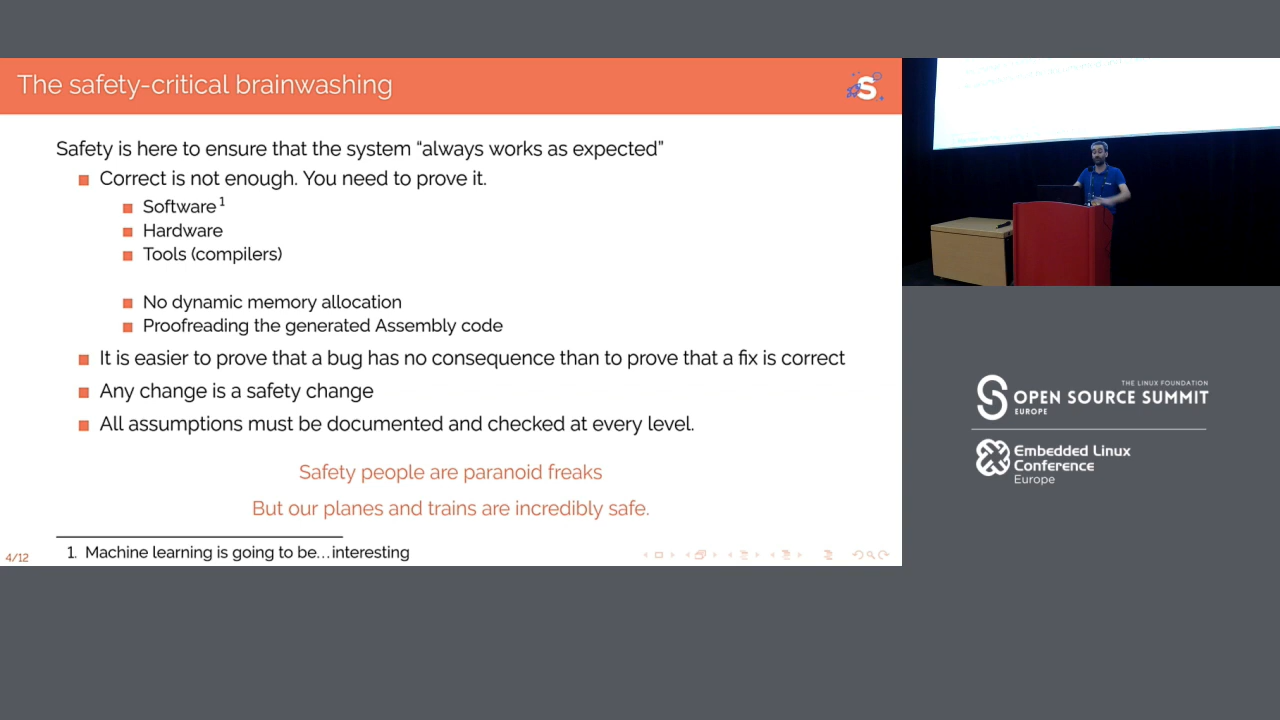 The safety-critical brainwashing
S
Safety is here to ensure that the system “always works as expected”
Correct is not enough. You need to prove it.
Software1
Hardware
Tools (compilers)
No dynamic memory allocation
Proofreading the generated Assembly code
It is easier to prove that a bug has no consequence than to prove that a fix is correct
Any change is a safety change
All assumptions must be documented and checked at every level.
Safety people are paranoid freaks
But our planes and trains are incredibly safe.
1. Machine learning is going to be...interesting
4/12
THE LINUX FOUNDATION
OPEN SOURCE SUMMIT
EUROPE
Embedded Linux
Conference
Europe